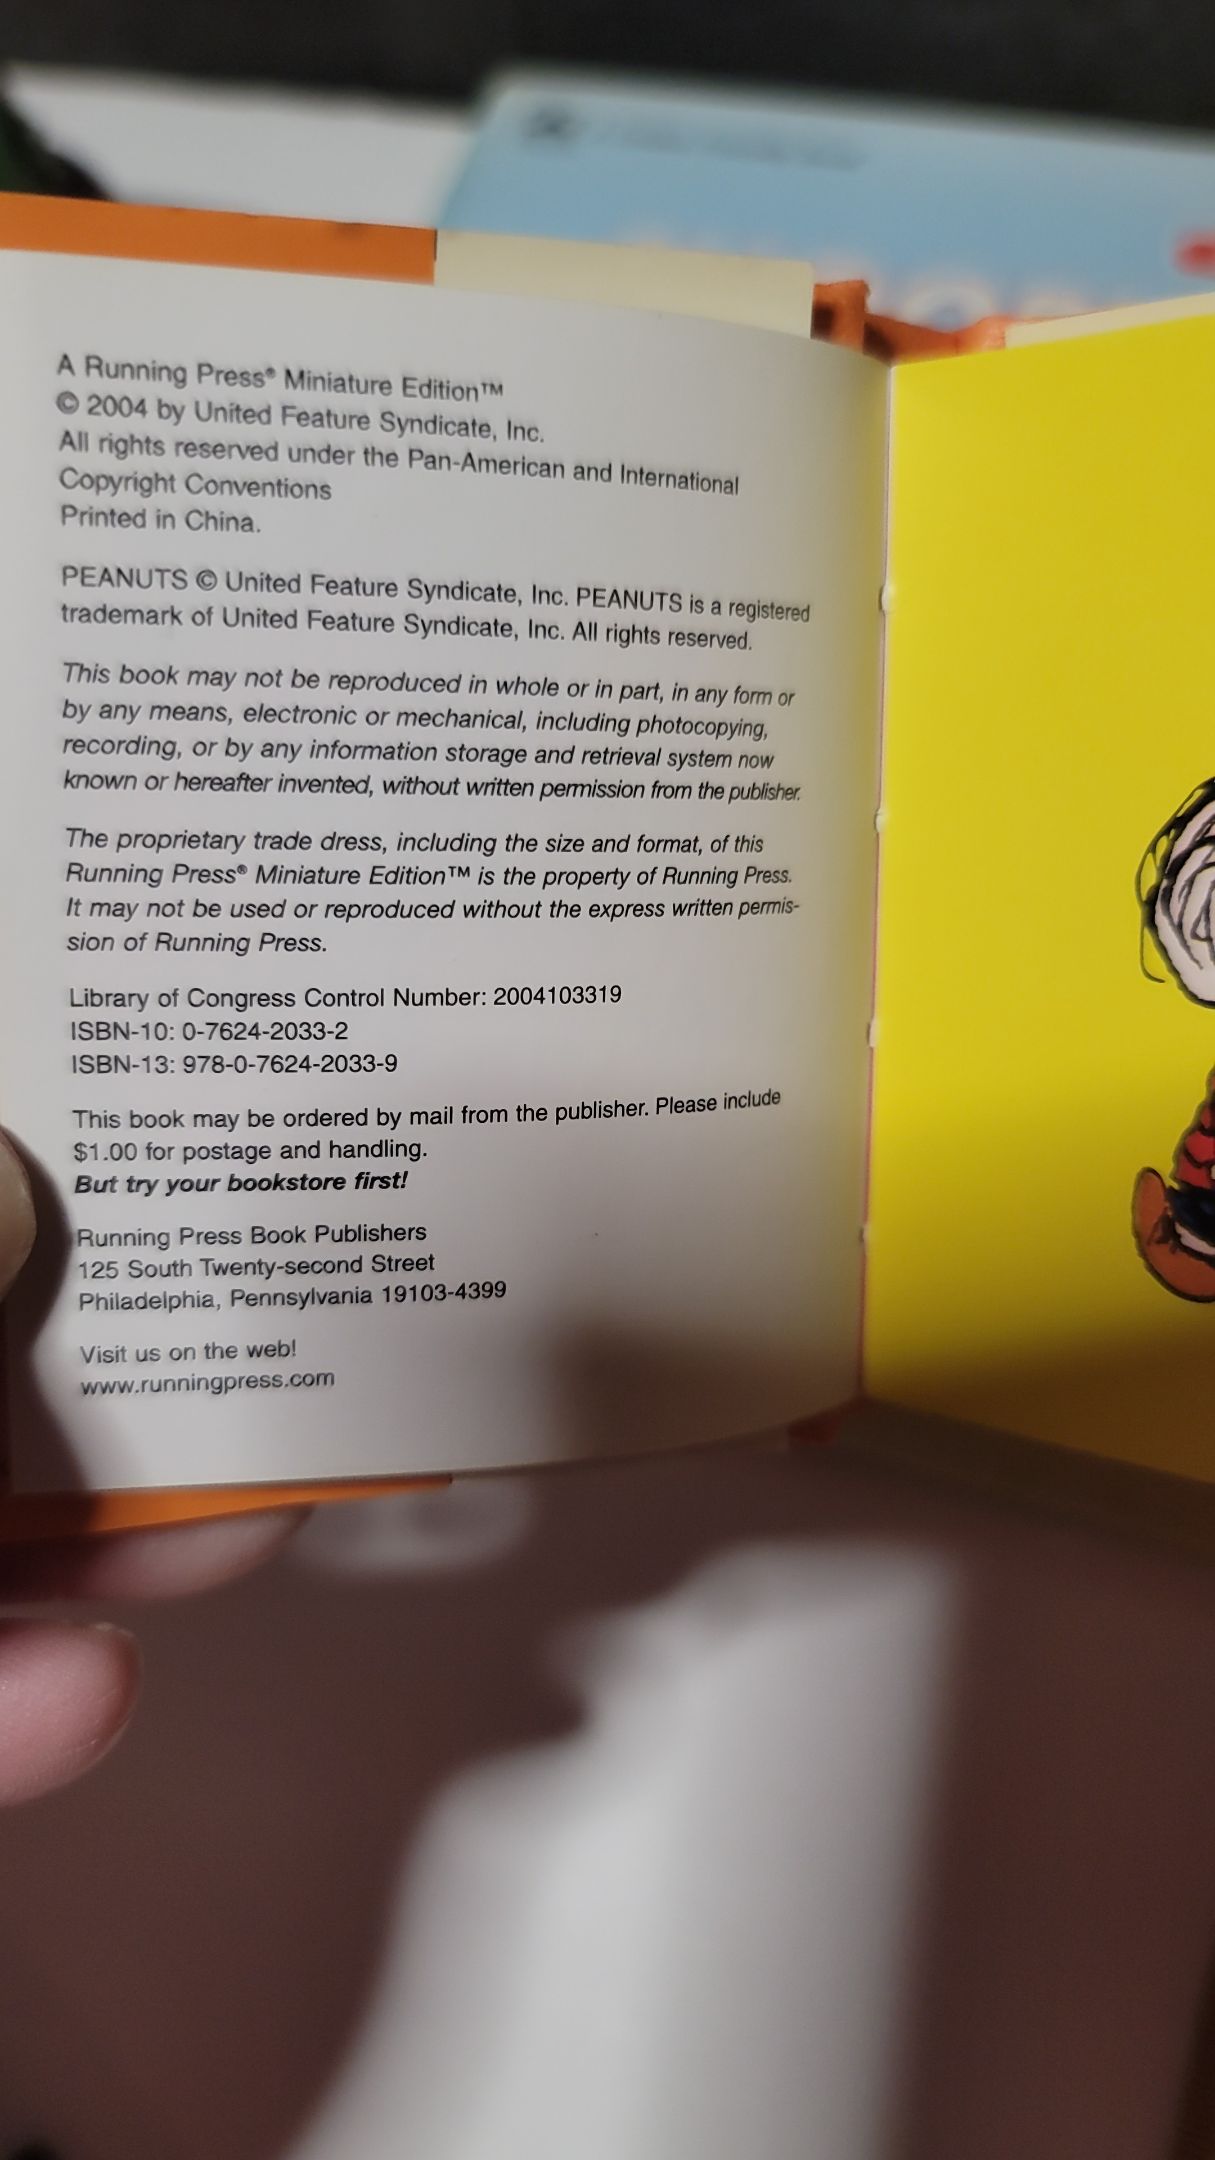 A Running Press® Miniature Edition™
© 2004 by United Feature Syndicate, Inc.
All rights reserved under the Pan-American and International
Copyright Conventions
Printed in China.
PEANUTS © United Feature Syndicate, Inc. PEANUTS is a registered
trademark of United Feature Syndicate, Inc. All rights reserved.
This book may not be reproduced in whole or in part, in any form or
by any means, electronic or mechanical, including photocopying,
recording, or by any information storage and retrieval system now
known or hereafter invented, without written permission from the publisher.
The proprietary trade dress, including the size and format, of this
Running Press® Miniature Edition™ is the property of Running Press.
It may not be used or reproduced without the express written permis-
sion of Running Press.
Library of Congress Control Number: 2004103319
ISBN-10: 0-7624-2033-2
ISBN-13: 978-0-7624-2033-9
This book may be ordered by mail from the publisher. Please include
$1.00 for postage and handling.
But try your bookstore first!
Running Press Book Publishers
125 South Twenty-second Street
Philadelphia, Pennsylvania 19103-4399
Visit us on the web!
www.runningpress.com